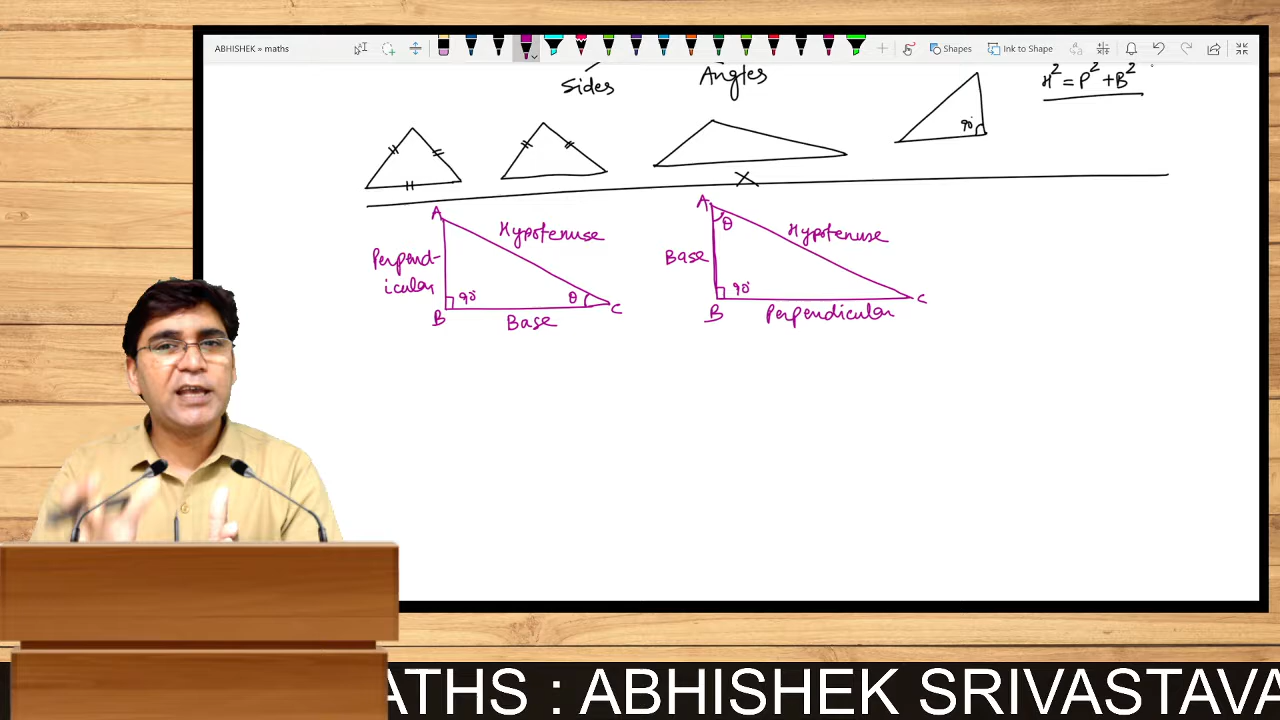 ABHISHEK » maths
Shapes
Ink to Shape
Sides
Angles
H² = P² + B²
90°
A
Hypotenuse
Perpend-
icular
90°
θ
B
Base
C
A
θ
Hypotenuse
Base
90°
B
Perpendicular
C
ATHS : ABHISHEK SRIVASTAVA